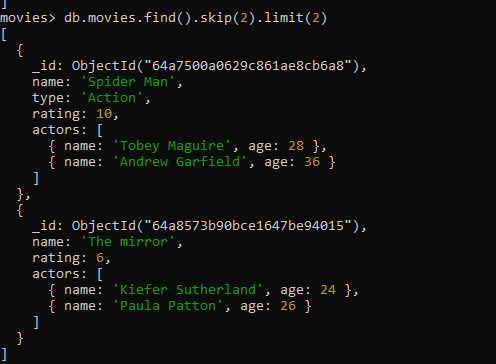 ]
movies> db.movies.find().skip(2).limit(2)
[
  {
    _id: ObjectId("64a7500a0629c861ae8cb6a8"),
    name: 'Spider Man',
    type: 'Action',
    rating: 10,
    actors: [
      { name: 'Tobey Maguire', age: 28 },
      { name: 'Andrew Garfield', age: 36 }
    ]
  },
  {
    _id: ObjectId("64a8573b90bce1647be94015"),
    name: 'The mirror',
    rating: 6,
    actors: [
      { name: 'Kiefer Sutherland', age: 24 },
      { name: 'Paula Patton', age: 26 }
    ]
  }
]